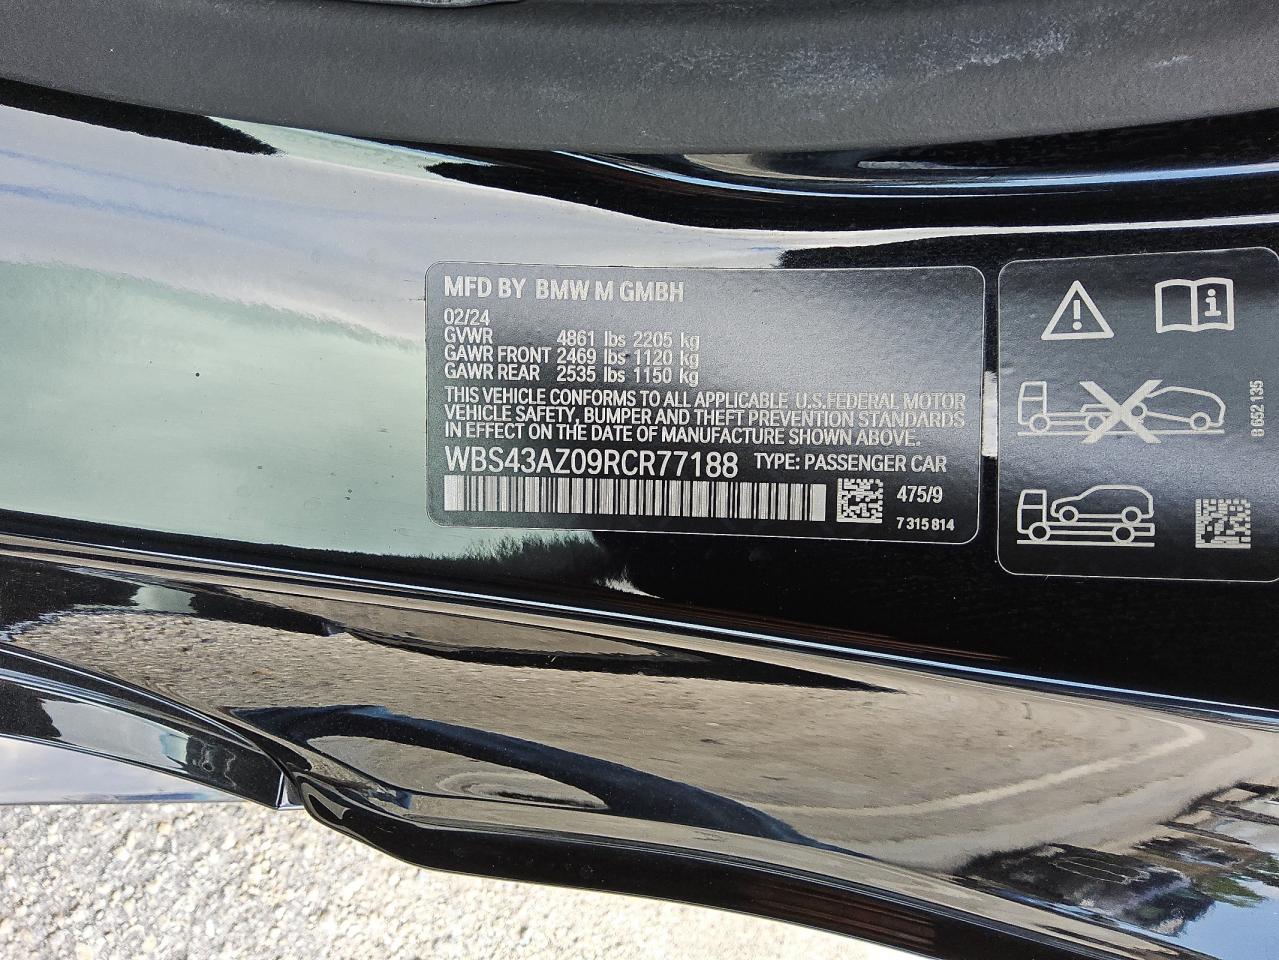 MFD BY BMW M GMBH
02/24
GVWR 4861 lbs 2205 kg
GAWR FRONT 2469 lbs 1120 kg
GAWR REAR 2535 lbs 1150 kg
THIS VEHICLE CONFORMS TO ALL APPLICABLE U.S.FEDERAL MOTOR
VEHICLE SAFETY, BUMPER AND THEFT PREVENTION STANDARDS
IN EFFECT ON THE DATE OF MANUFACTURE SHOWN ABOVE.
WBS43AZ09RCR77188 TYPE: PASSENGER CAR
475/9
7 315 814
8 652 135